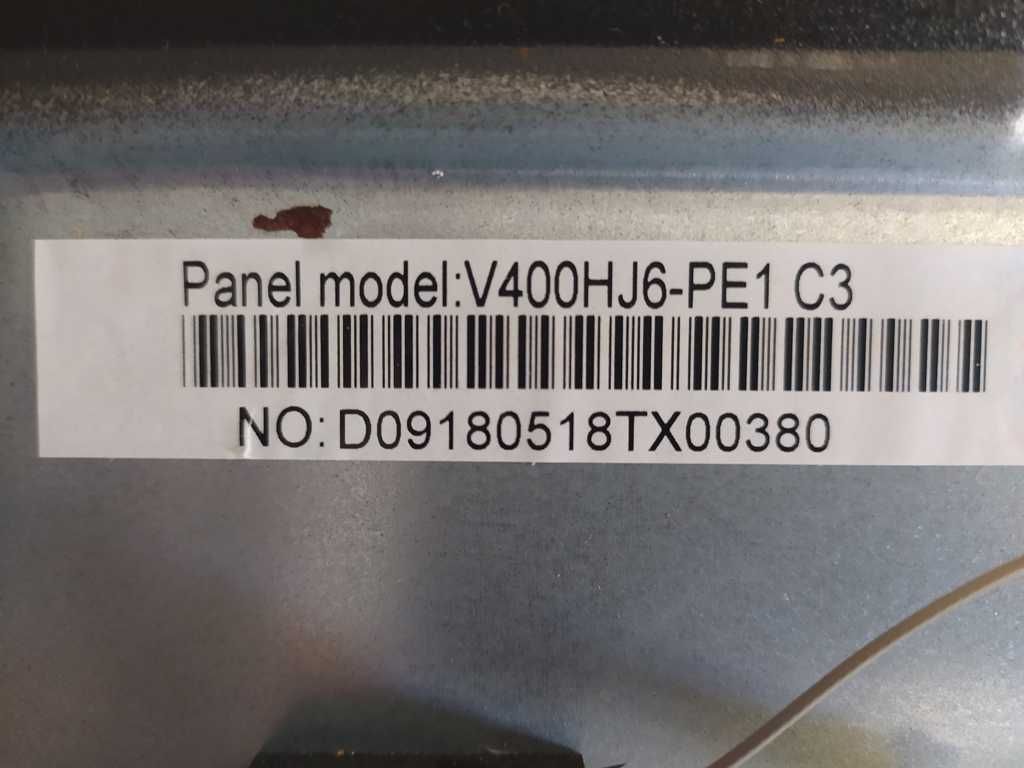 Panel model:V400HJ6-PE1 C3
NO:D09180518TX00380